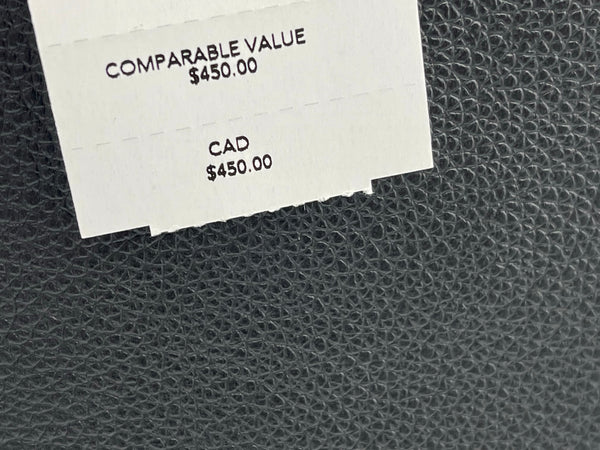 COMPARABLE VALUE
$450.00
CAD
$450.00